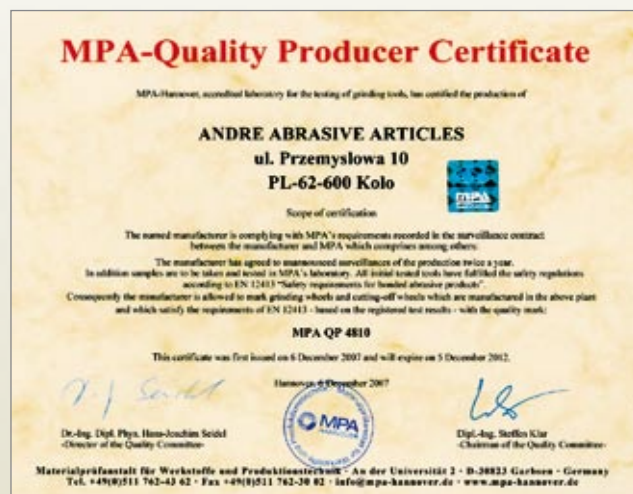 MPA-Quality Producer Certificate
MPA-Hannover, accredited laboratory for the testing of grinding tools, has certified the production of
ANDRE ABRASIVE ARTICLES
ul. Przemyslowa 10
PL-62-600 Kolo
mpa
Scope of certification
The named manufacturer is complying with MPA's requirements recorded in the surveillance contract
between the manufacturer and MPA which comprises among others:
The manufacturer has agreed to unannounced surveillances of the production twice a year.
In addition samples are to be taken and tested in MPA's laboratory. All initial tested tools have fulfilled the safety regulations
according to EN 12413 "Safety requirements for bonded abrasive products".
Consequently the manufacturer is allowed to mark grinding wheels and cutting-off wheels which are manufactured in the above plant
and which satisfy the requirements of EN 12413 - based on the registered test results - with the quality mark:
MPA QP 4810
This certificate was first issued on 6 December 2007 and will expire on 5 December 2012.
Hannover, 6 December 2007
MPA
HANNOVER
Dr.-Ing. Dipl. Phys. Hans-Joachim Seidel
-Director of the Quality Committee-
Dipl.-Ing. Steffen Klar
-Chairman of the Quality Committee-
Materialprüfanstalt für Werkstoffe und Produktionstechnik · An der Universität 2 · D-30823 Garbsen · Germany
Tel. +49(0)511 762-43 62 · Fax +49(0)511 762-30 02 · info@mpa-hannover.de · www.mpa-hannover.de